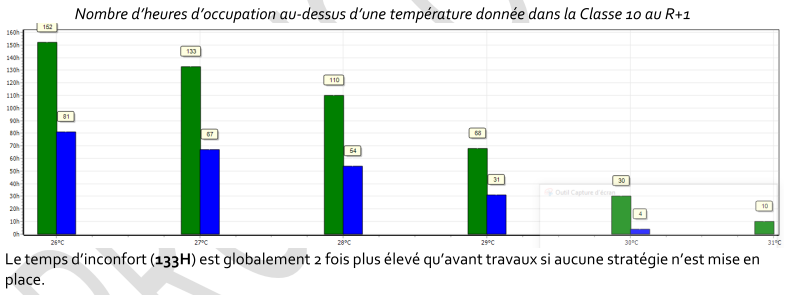 Nombre d'heures d'occupation au-dessus d'une température donnée dans la Classe 10 au R+1
152
160h
150h
133
140h
130h
110
120h
110h
100h
81
90h
80h
67
68
70h
54
60h
50h
31
30
40h
Outil Capture d'écran
30h
4
10
20h
10h
0h
26°C 27°C 28°C 29°C 30°C 31°C
Le temps d'inconfort (133H) est globalement 2 fois plus élevé qu'avant travaux si aucune stratégie n'est mise en
place.